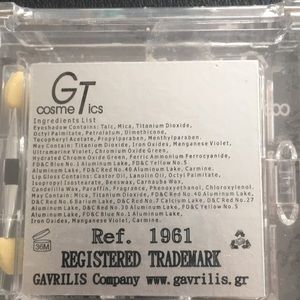 GT
cosmeTics
Ingredients List
Eyeshadow Contains: Talc, Mica, Titanium Dioxide,
Octyl Palmitate, Petrolatum, Dimethicone,
Tocopheryl Acetate, Propylparaben, Methylparaben.
May Contain: Titanium Dioxide, Iron Oxides, Manganese Violet,
Ultramarine Violet, Chromium Oxide Green,
Hydrated Chrome Oxide Green, Ferric Ammonium Ferrocyanide,
FD&C Blue No.1 Aluminum Lake, FD&C Yellow No.5
Aluminum Lake, FD&C Red No.40 Aluminum Lake, Carmine.
Lip Gloss Contains: Castor Oil, Lanolin Oil, Octyl Palmitate,
Isopropyl Isostearate, Beeswax, Carnauba Wax,
Candelilla Wax, Paraffin, Fragrance, Phenoxyethanol, Chloroxylenol.
May Contain: Mica, Titanium Dioxide, FD&C Red No.40 Aluminum Lake,
D&C Red No.6 Barium Lake, D&C Red No.7 Calcium Lake, D&C Red No.27
Aluminum Lake, D&C Red No.30 Aluminum Lake, FD&C Yellow No.5
Aluminum Lake, FD&C Blue No.1 Aluminum Lake,
Iron Oxides, Manganese Violet, Carmine.
36M
Ref. 1961
REGISTERED TRADEMARK
GAVRILIS Company www.gavrilis.gr